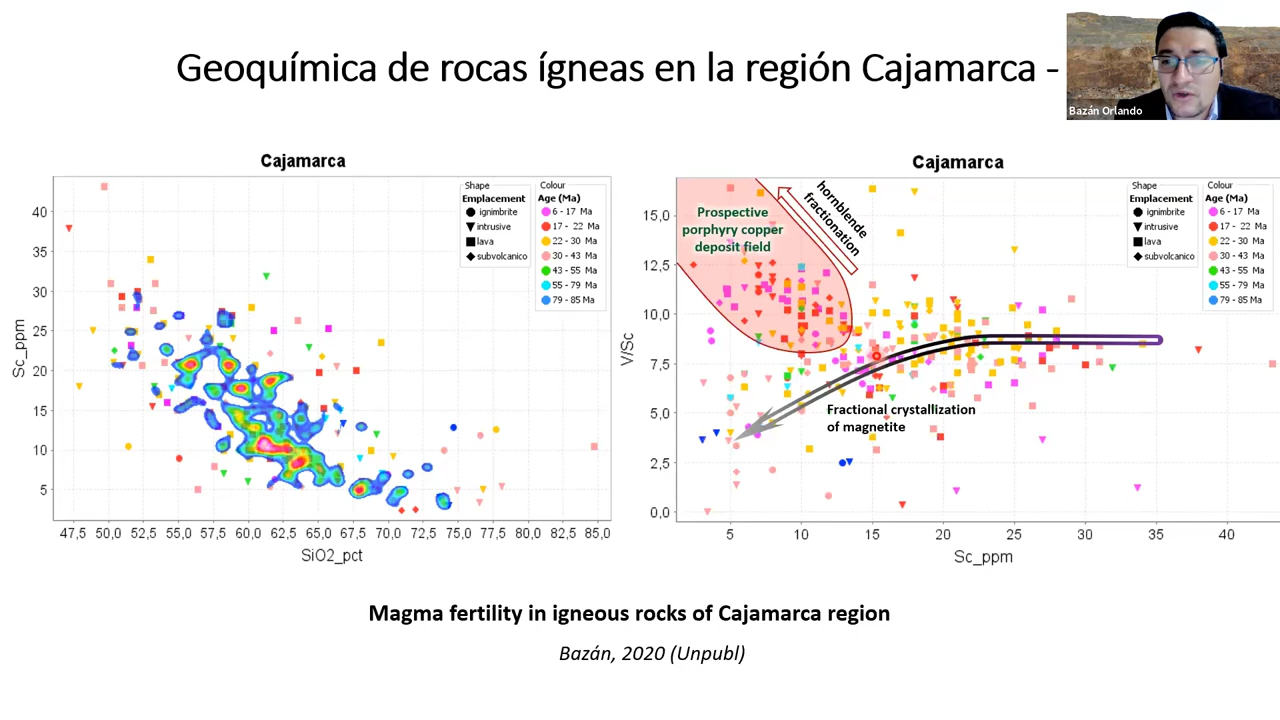 Geoquímica de rocas ígneas en la región Cajamarca -
Bazán Orlando
Cajamarca
Sc_ppm
40
35
30
25
20
15
10
5
47,5 50,0 52,5 55,0 57,5 60,0 62,5 65,0 67,5 70,0 72,5 75,0 77,5 80,0 82,5 85,0
SiO2_pct
Shape
Emplacement
ignimbrite
intrusive
lava
subvolcanico
Colour
Age (Ma)
6 - 17 Ma
17 - 22 Ma
22 - 30 Ma
30 - 43 Ma
43 - 55 Ma
55 - 79 Ma
79 - 85 Ma
Cajamarca
V/Sc
15,0
12,5
10,0
7,5
5,0
2,5
0,0
5 10 15 20 25 30 35 40
Sc_ppm
Prospective
porphyry copper
deposit field
hornblende
fractionation
Fractional crystallization
of magnetite
Shape
Emplacement
ignimbrite
intrusive
lava
subvolcanico
Colour
Age (Ma)
6 - 17 Ma
17 - 22 Ma
22 - 30 Ma
30 - 43 Ma
43 - 55 Ma
55 - 79 Ma
79 - 85 Ma
Magma fertility in igneous rocks of Cajamarca region
Bazán, 2020 (Unpubl)